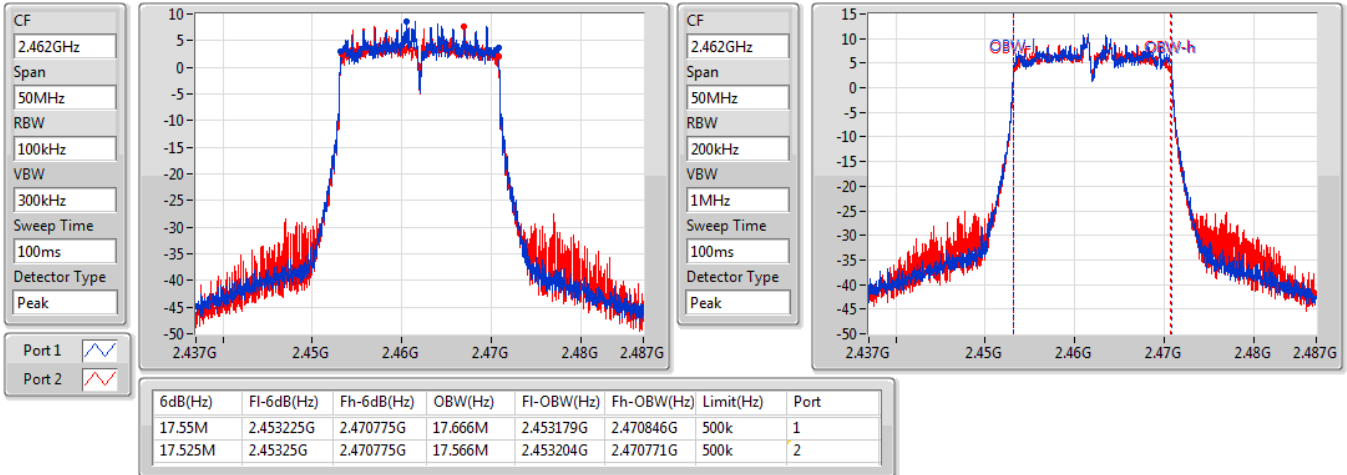 CF
2.462GHz
Span
50MHz
RBW
100kHz
VBW
300kHz
Sweep Time
100ms
Detector Type
Peak
Port 1
Port 2
10
5
0
-5
-10
-15
-20
-25
-30
-35
-40
-45
-50
2.437G 2.45G 2.46G 2.47G 2.48G 2.487G
CF
2.462GHz
Span
50MHz
RBW
200kHz
VBW
1MHz
Sweep Time
100ms
Detector Type
Peak
15
10
5
0
-5
-10
-15
-20
-25
-30
-35
-40
-45
-50
OBW-l OBW-h
2.437G 2.45G 2.46G 2.47G 2.48G 2.487G
6dB(Hz) Fl-6dB(Hz) Fh-6dB(Hz) OBW(Hz) Fl-OBW(Hz) Fh-OBW(Hz) Limit(Hz) Port
17.55M 2.453225G 2.470775G 17.666M 2.453179G 2.470846G 500k 1
17.525M 2.45325G 2.470775G 17.566M 2.453204G 2.470771G 500k 2